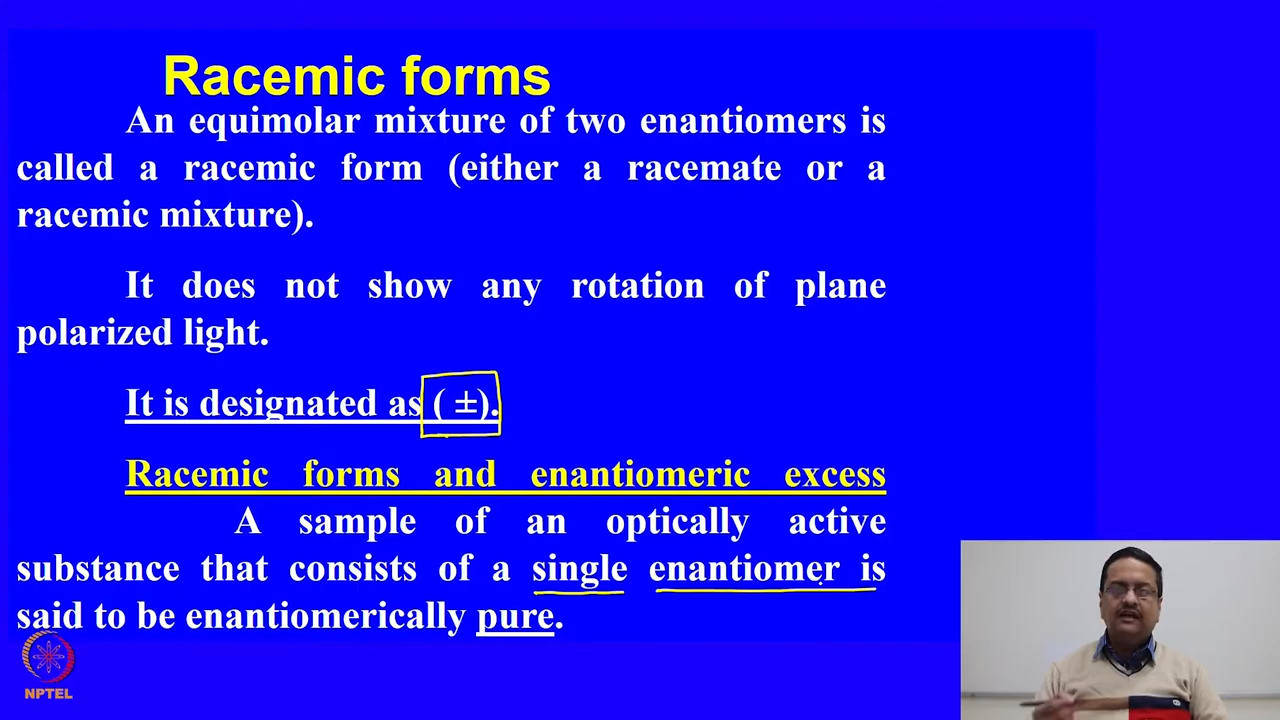 Racemic forms
An equimolar mixture of two enantiomers is
called a racemic form (either a racemate or a
racemic mixture).
It does not show any rotation of plane
polarized light.
It is designated as ( ±).
Racemic forms and enantiomeric excess
A sample of an optically active
substance that consists of a single enantiomer is
said to be enantiomerically pure.
NPTEL